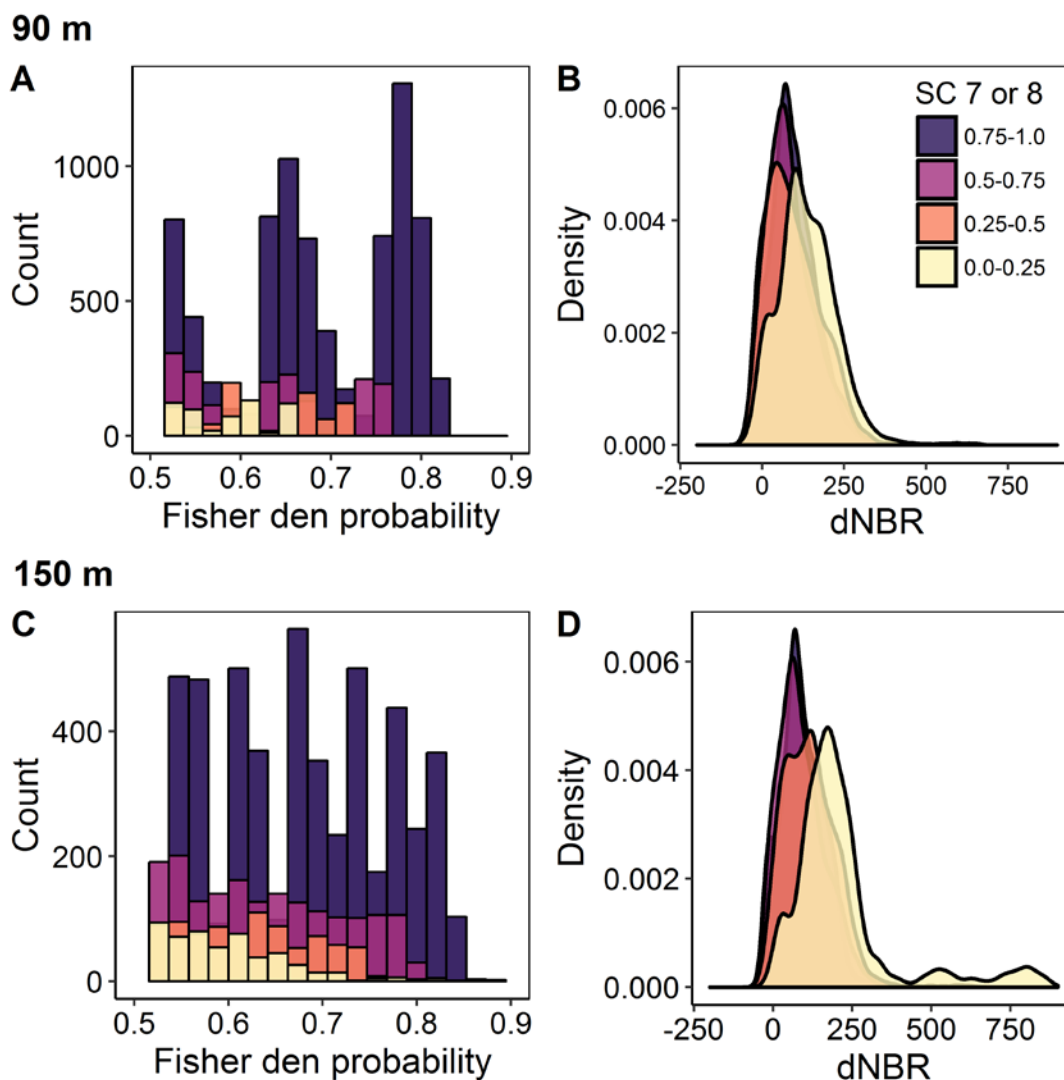 90 m
A
Count
1000
500
0
0.5 0.6 0.7 0.8 0.9
Fisher den probability
B
Density
0.006
0.004
0.002
0.000
-250 0 250 500 750
dNBR
SC 7 or 8
0.75-1.0
0.5-0.75
0.25-0.5
0.0-0.25
150 m
C
Count
400
200
0
0.5 0.6 0.7 0.8 0.9
Fisher den probability
D
Density
0.006
0.004
0.002
0.000
-250 0 250 500 750
dNBR